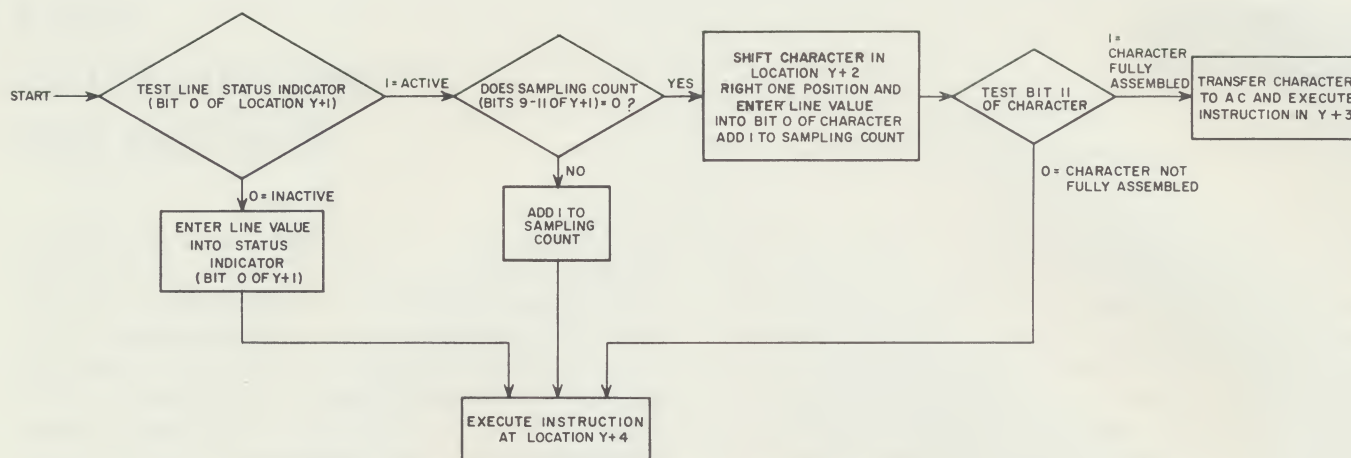 START
TEST LINE STATUS INDICATOR
(BIT 0 OF LOCATION Y+1)
1= ACTIVE
DOES SAMPLING COUNT
(BITS 9-11 OF Y+1) = 0 ?
YES
SHIFT CHARACTER IN
LOCATION Y+2
RIGHT ONE POSITION AND
ENTER LINE VALUE
INTO BIT 0 OF CHARACTER
ADD 1 TO SAMPLING COUNT
TEST BIT 11
OF CHARACTER
1=
CHARACTER
FULLY
ASSEMBLED
TRANSFER CHARACTER
TO AC AND EXECUTE
INSTRUCTION IN Y+3
0= INACTIVE
ENTER LINE VALUE
INTO STATUS
INDICATOR
(BIT 0 OF Y+1)
NO
ADD 1 TO
SAMPLING
COUNT
0= CHARACTER NOT
FULLY ASSEMBLED
EXECUTE INSTRUCTION
AT LOCATION Y+4